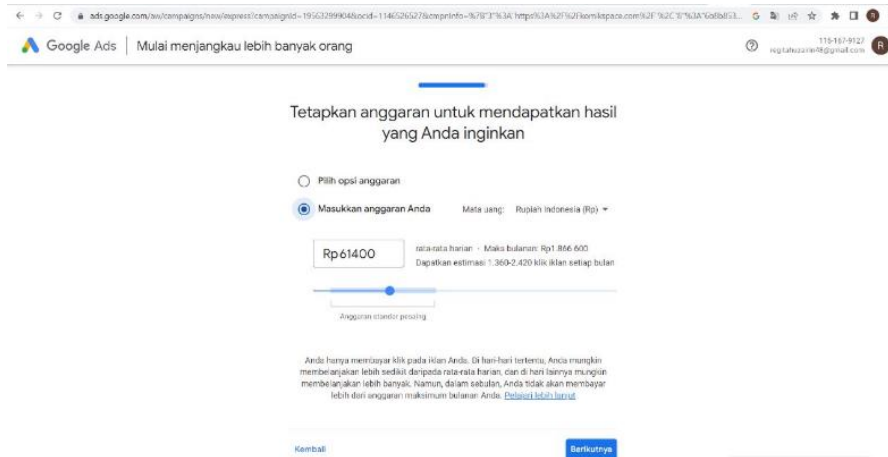 Google Ads | Mulai menjangkau lebih banyak orang
116-167-9127
R
Tetapkan anggaran untuk mendapatkan hasil
yang Anda inginkan
Pilih opsi anggaran
Masukkan anggaran Anda Mata uang: Rupiah Indonesia (Rp)
Rp61400
rata-rata harian · Maks bulanan: Rp1.866.600
Dapatkan estimasi 1.360-2.420 klik iklan setiap bulan
Anggaran standar pesaing
Anda hanya membayar klik pada iklan Anda. Di hari-hari tertentu, Anda mungkin
membelanjakan lebih sedikit daripada rata-rata harian, dan di hari lainnya mungkin
membelanjakan lebih banyak. Namun, dalam sebulan, Anda tidak akan membayar
lebih dari anggaran maksimum bulanan Anda. Pelajari lebih lanjut
Kembali Berikutnya